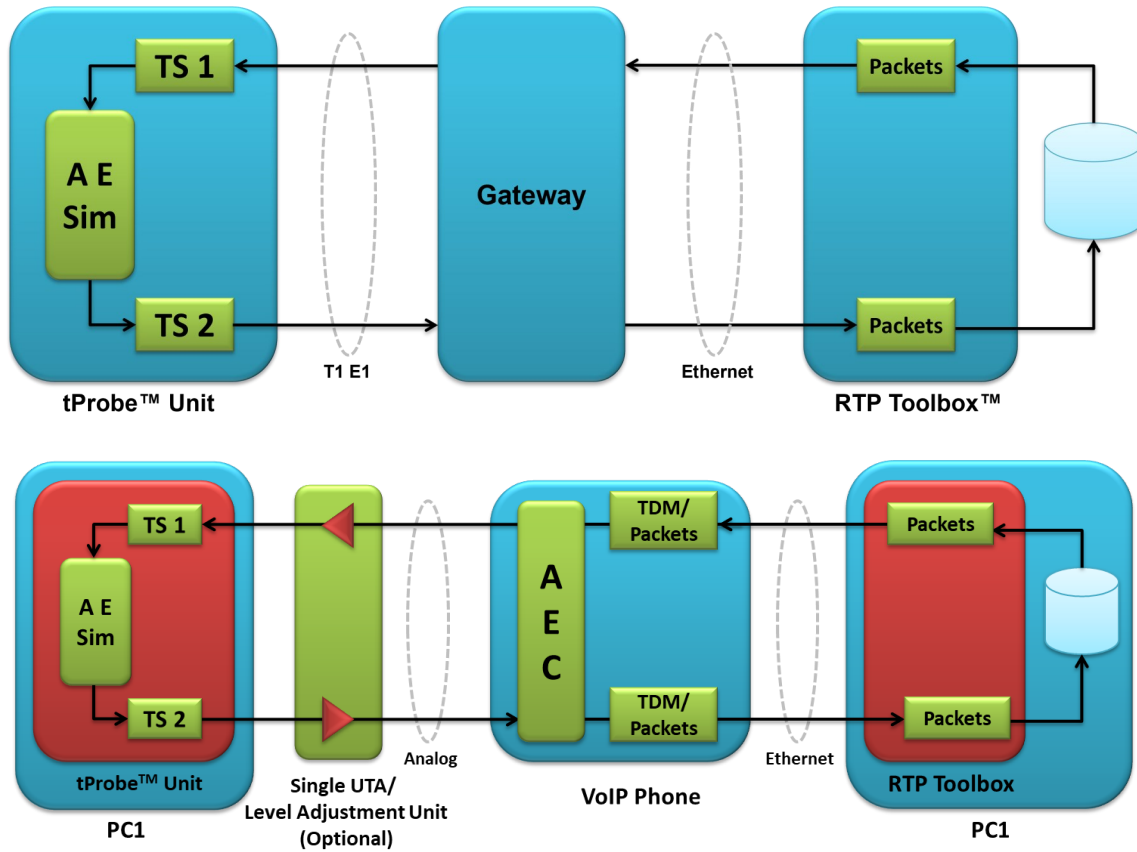 TS 1
A E
Sim
TS 2
tProbe™ Unit
T1 E1
Gateway
Ethernet
Packets
Packets
RTP Toolbox™
TS 1
A E
Sim
TS 2
tProbe™ Unit
PC1
Single UTA/
Level Adjustment Unit
(Optional)
Analog
A
E
C
TDM/
Packets
TDM/
Packets
VoIP Phone
Ethernet
Packets
Packets
RTP Toolbox
PC1